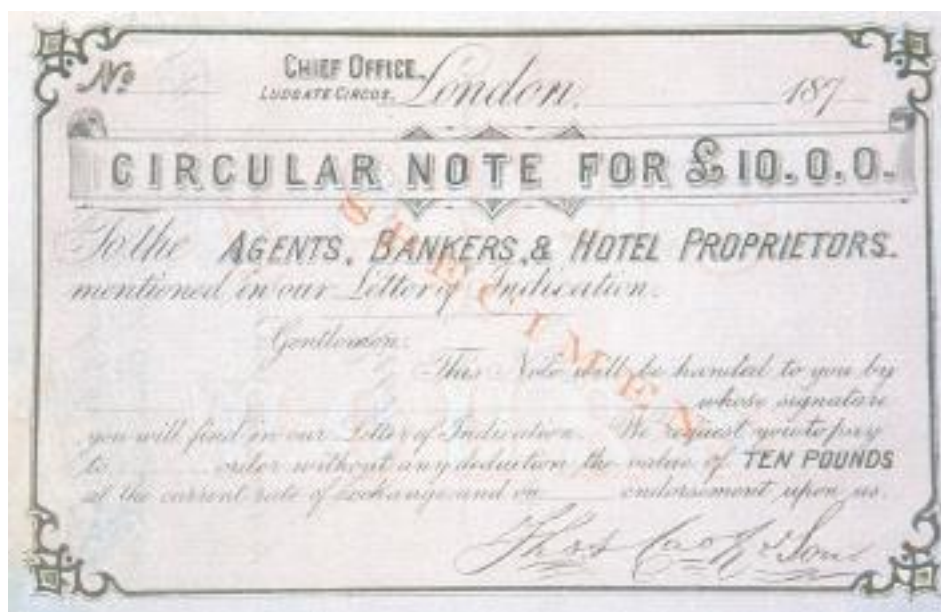 No
CHIEF OFFICE,
LUDGATE CIRCUS,
London, 187
CIRCULAR NOTE FOR £10.0.0.
To the AGENTS, BANKERS, & HOTEL PROPRIETORS.
mentioned in our Letter of Indication.
Gentlemen:
This Note will be handed to you by
whose signature
you will find in our Letter of Indication. We request you to pay
to order without any deduction the value of TEN POUNDS
at the current rate of exchange and on endorsement upon us.
Thos Cook & Son
SPECIMEN